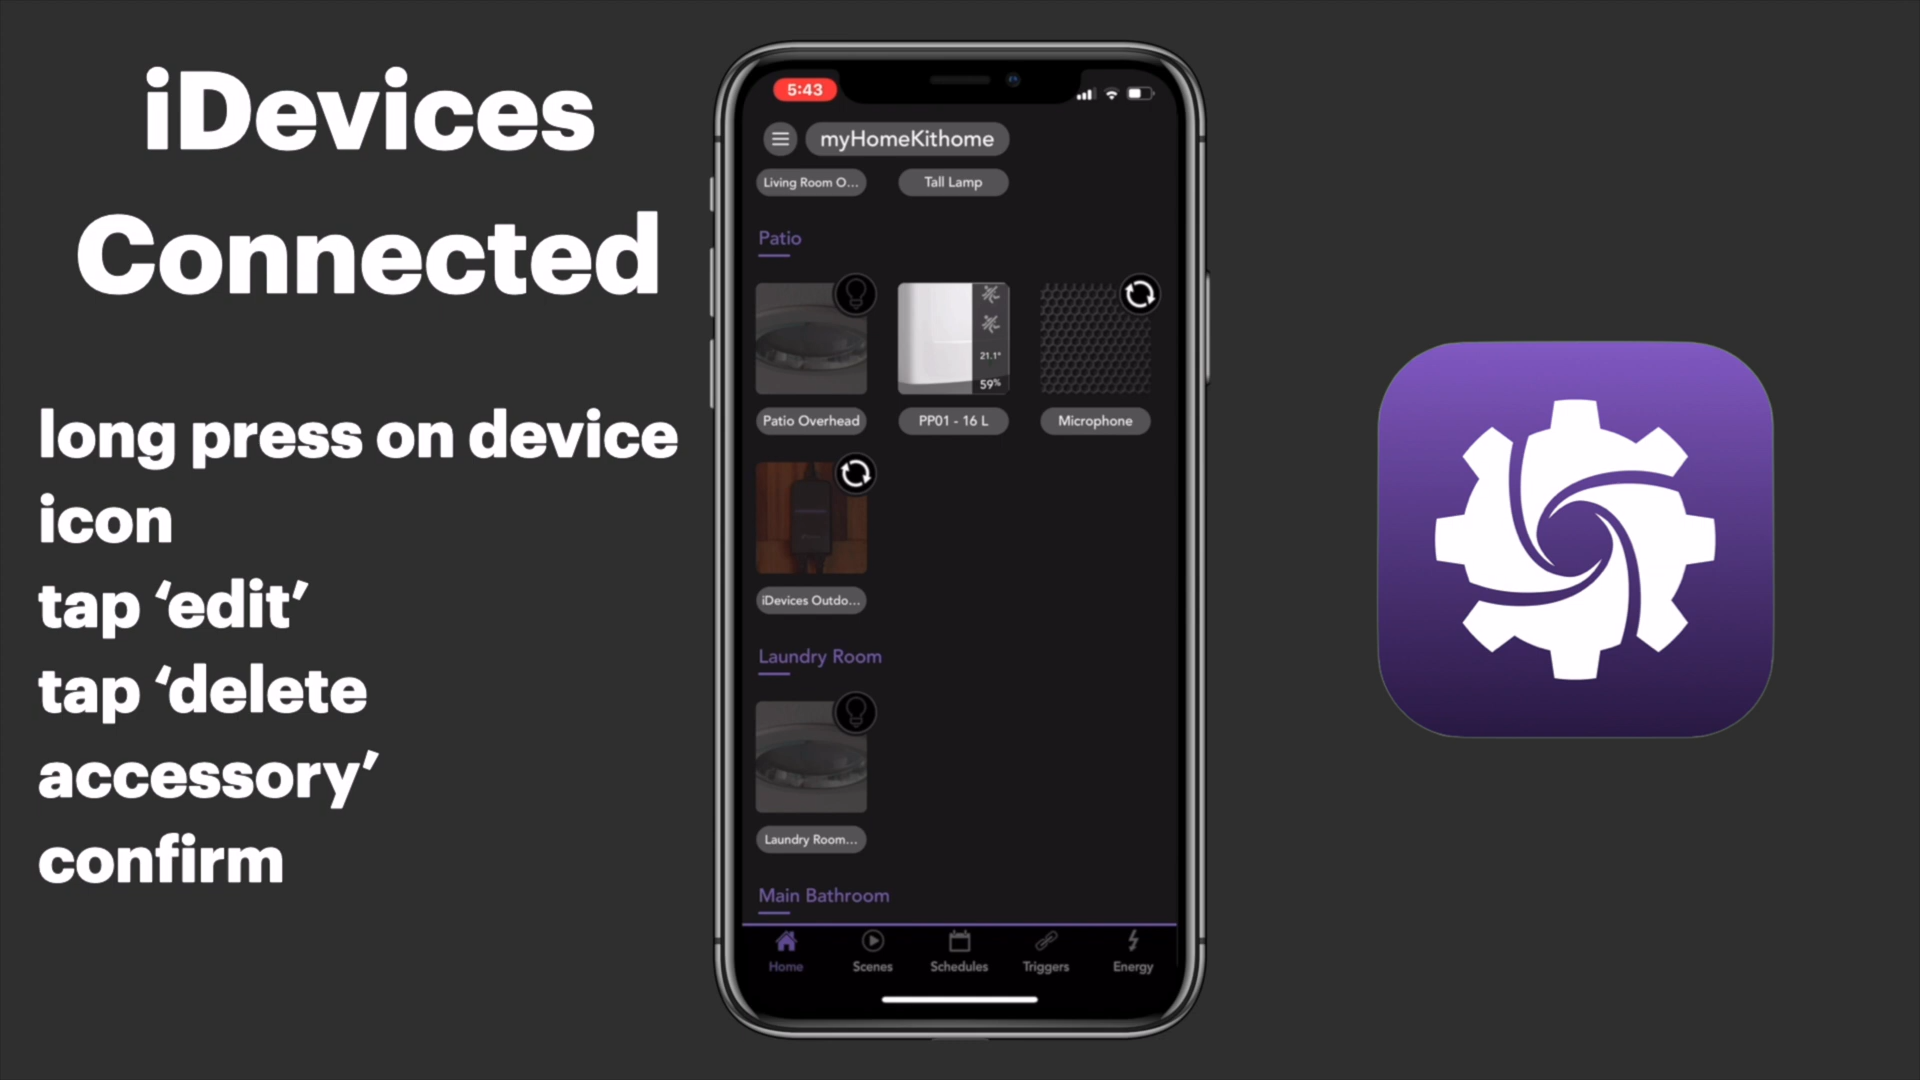 iDevices
Connected
long press on device
icon
tap ‘edit’
tap ‘delete
accessory’
confirm
5:43
myHomeKithome
Living Room O...
Tall Lamp
Patio
21.1°
59%
Patio Overhead
PP01 - 16 L
Microphone
iDevices Outdo...
Laundry Room
Laundry Room...
Main Bathroom
Home
Scenes
Schedules
Triggers
Energy